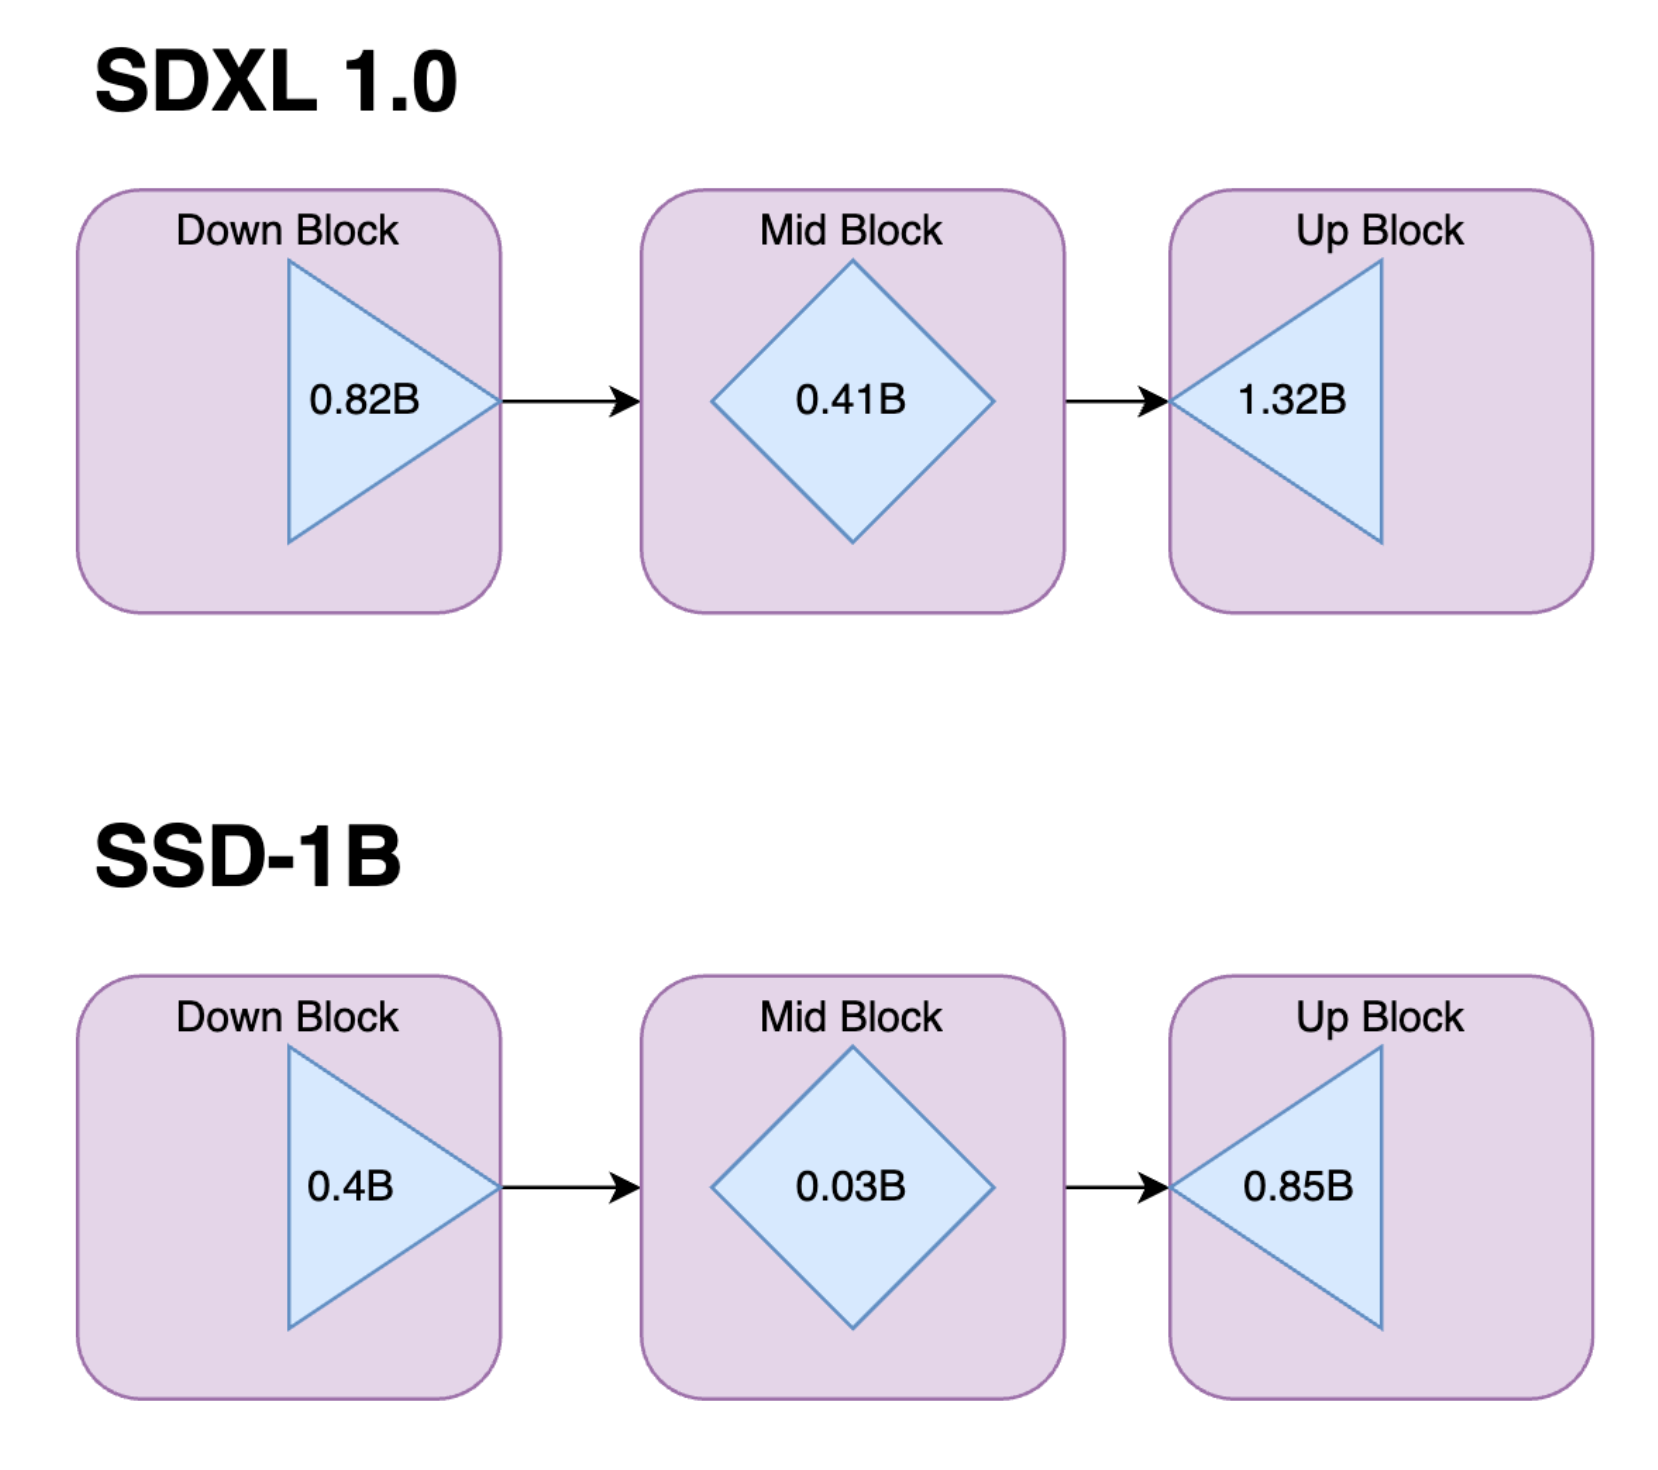 SDXL 1.0
Down Block
Mid Block
Up Block
0.82B
0.41B
1.32B
SSD-1B
Down Block
Mid Block
Up Block
0.4B
0.03B
0.85B